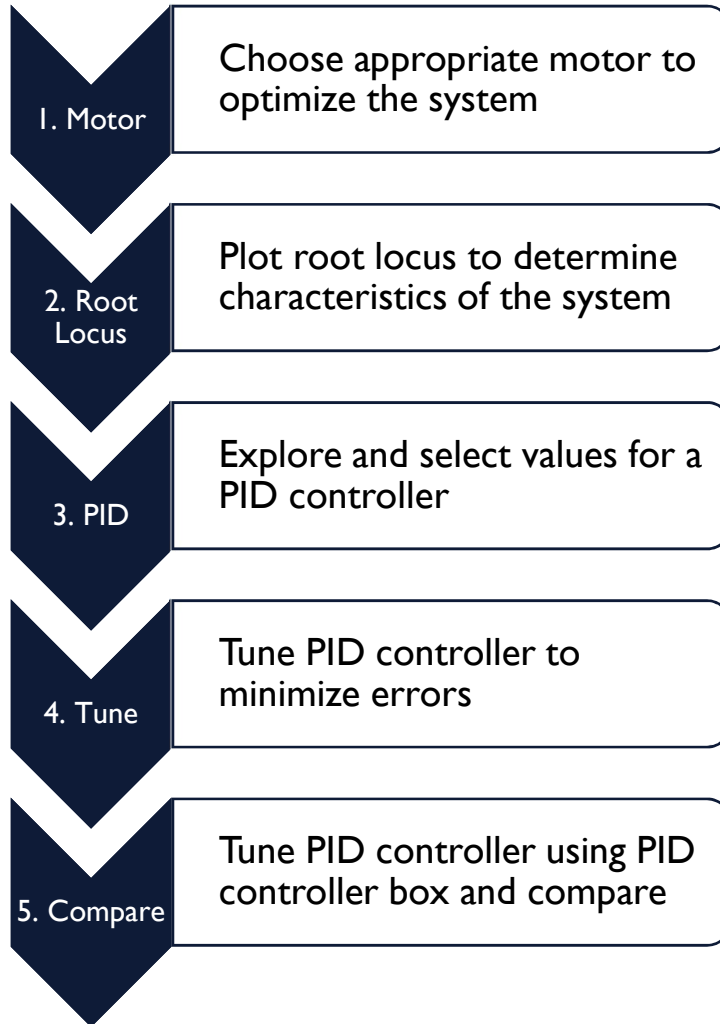 1. Motor
Choose appropriate motor to
optimize the system
2. Root
Locus
Plot root locus to determine
characteristics of the system
3. PID
Explore and select values for a
PID controller
4. Tune
Tune PID controller to
minimize errors
5. Compare
Tune PID controller using PID
controller box and compare